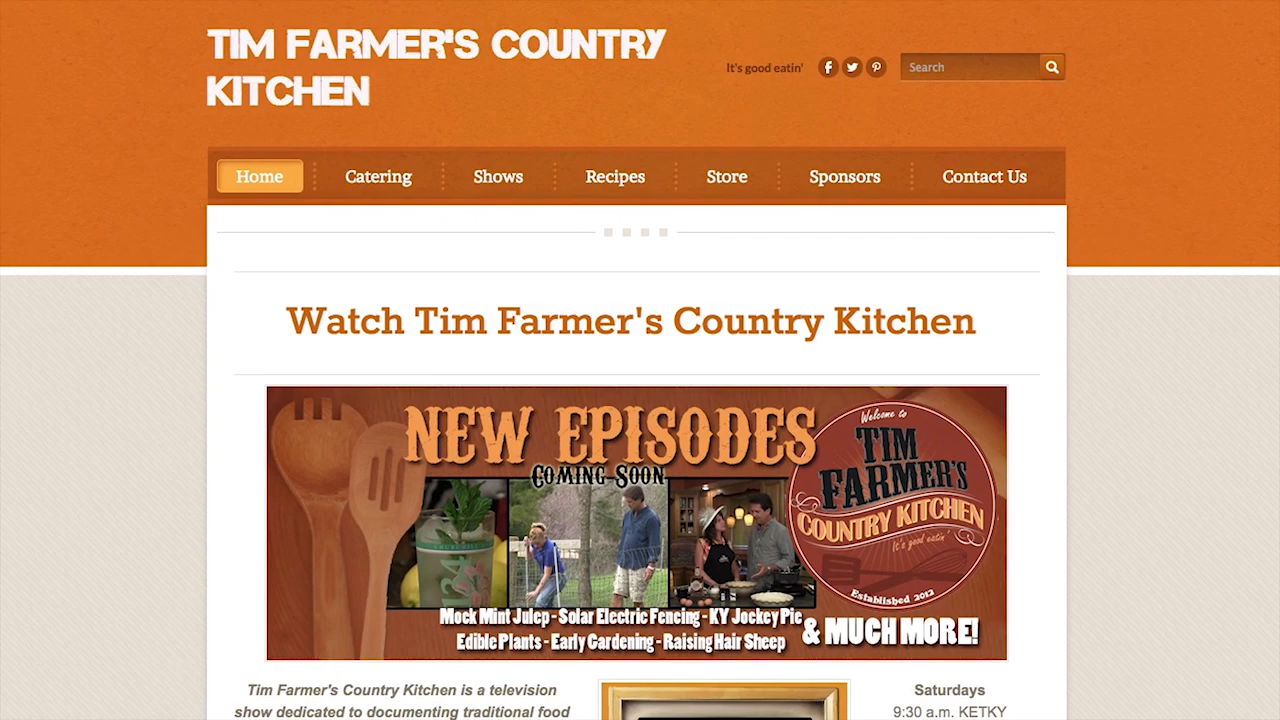 TIM FARMER'S COUNTRY
KITCHEN
It's good eatin'
Search
Home
Catering
Shows
Recipes
Store
Sponsors
Contact Us
Watch Tim Farmer's Country Kitchen
NEW EPISODES
COMING SOON
Welcome to
TIM
FARMER'S
COUNTRY KITCHEN
It's good eatin'
Established 2012
CHURCHILL
34
Mock Mint Julep - Solar Electric Fencing - KY Jockey Pie
Edible Plants - Early Gardening - Raising Hair Sheep
& MUCH MORE!
Tim Farmer's Country Kitchen is a television
show dedicated to documenting traditional food
Saturdays
9:30 a.m. KETKY